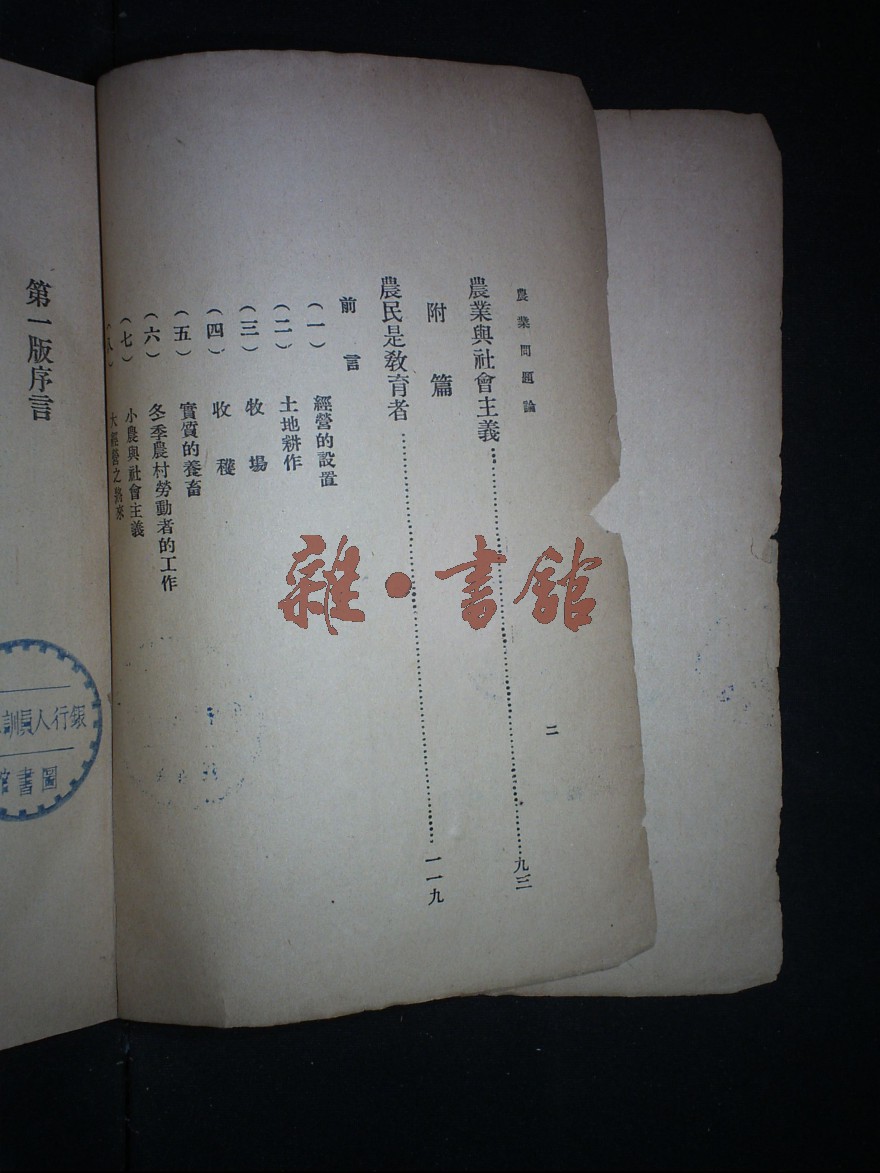 農業問題論
二
農業與社會主義……九三
附篇
農民是教育者……一一九
前言
(一) 經營的設置
(二) 土地耕作
(三) 牧場
(四) 收穫
(五) 實質的養畜
(六) 冬季農村勞動者的工作
(七) 小農與社會主義
(八) 大經營之將來
第一版序言
銀行人員訓
圖書館
雜·書館